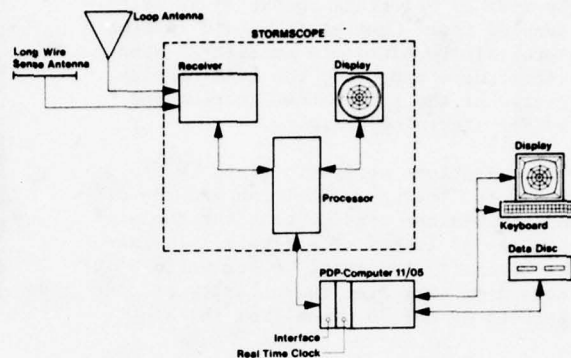 Loop Antenna
Long Wire
Sense Antenna
STORMSCOPE
Receiver
Display
Processor
Display
Keyboard
Data Disc
PDP-Computer 11/05
Interface
Real Time Clock